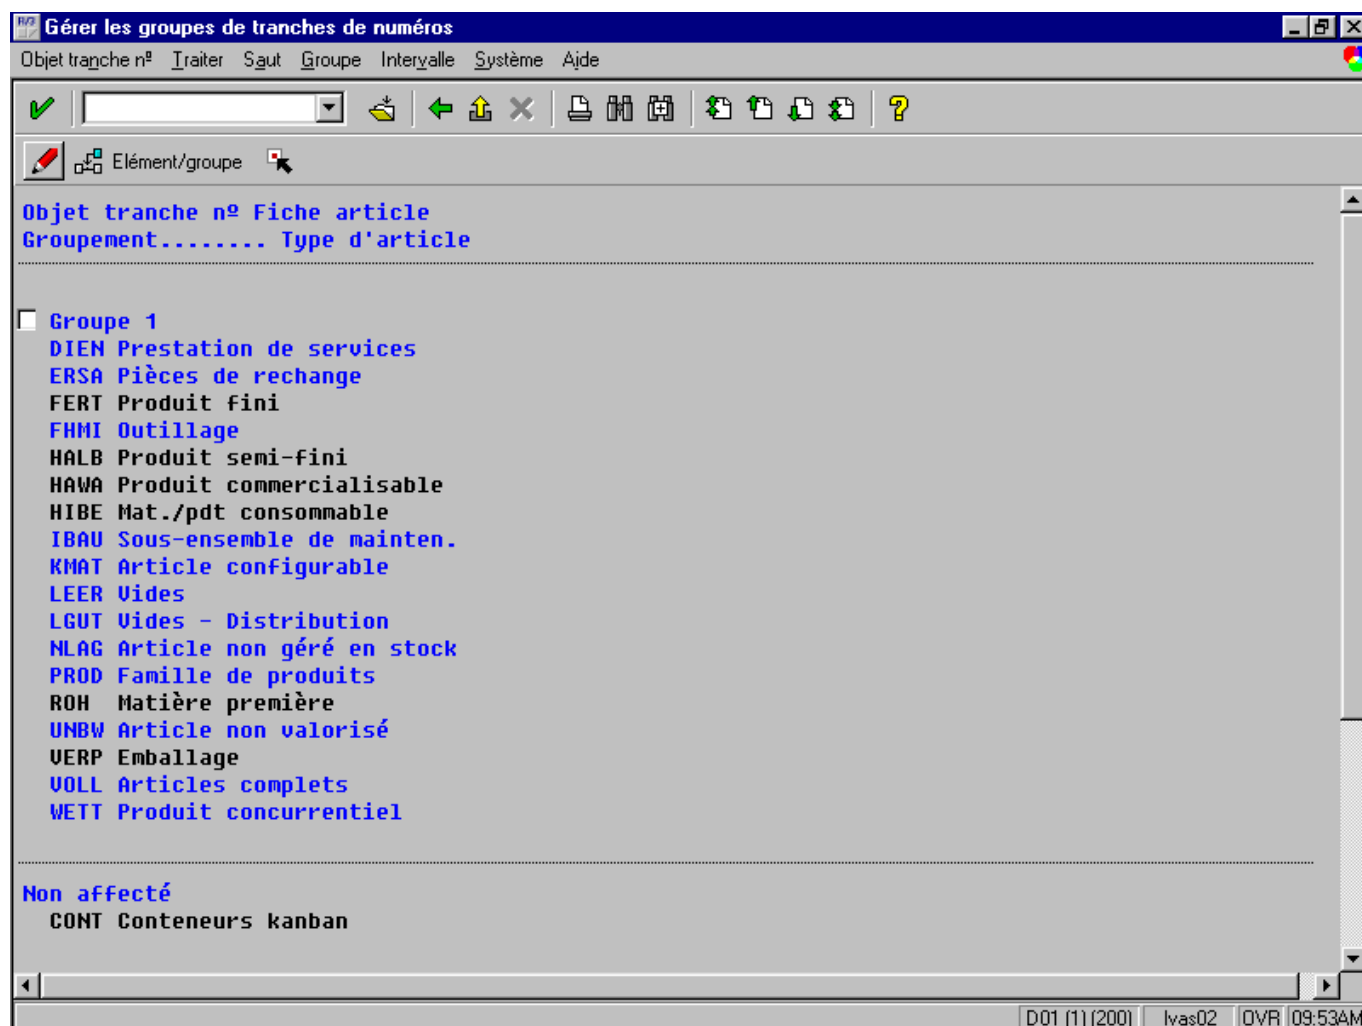 R/3 Gérer les groupes de tranches de numéros
Objet tranche nº Traiter Saut Groupe Intervalle Système Aide
Elément/groupe
Objet tranche nº Fiche article
Groupement........ Type d'article
Groupe 1
DIEN Prestation de services
ERSA Pièces de rechange
FERT Produit fini
FHMI Outillage
HALB Produit semi-fini
HAWA Produit commercialisable
HIBE Mat./pdt consommable
IBAU Sous-ensemble de mainten.
KMAT Article configurable
LEER Vides
LGUT Vides - Distribution
NLAG Article non géré en stock
PROD Famille de produits
ROH Matière première
UNBW Article non valorisé
VERP Emballage
VOLL Articles complets
WETT Produit concurrentiel
Non affecté
CONT Conteneurs kanban
D01 (1) (200) lvas02 OVR 09:53AM